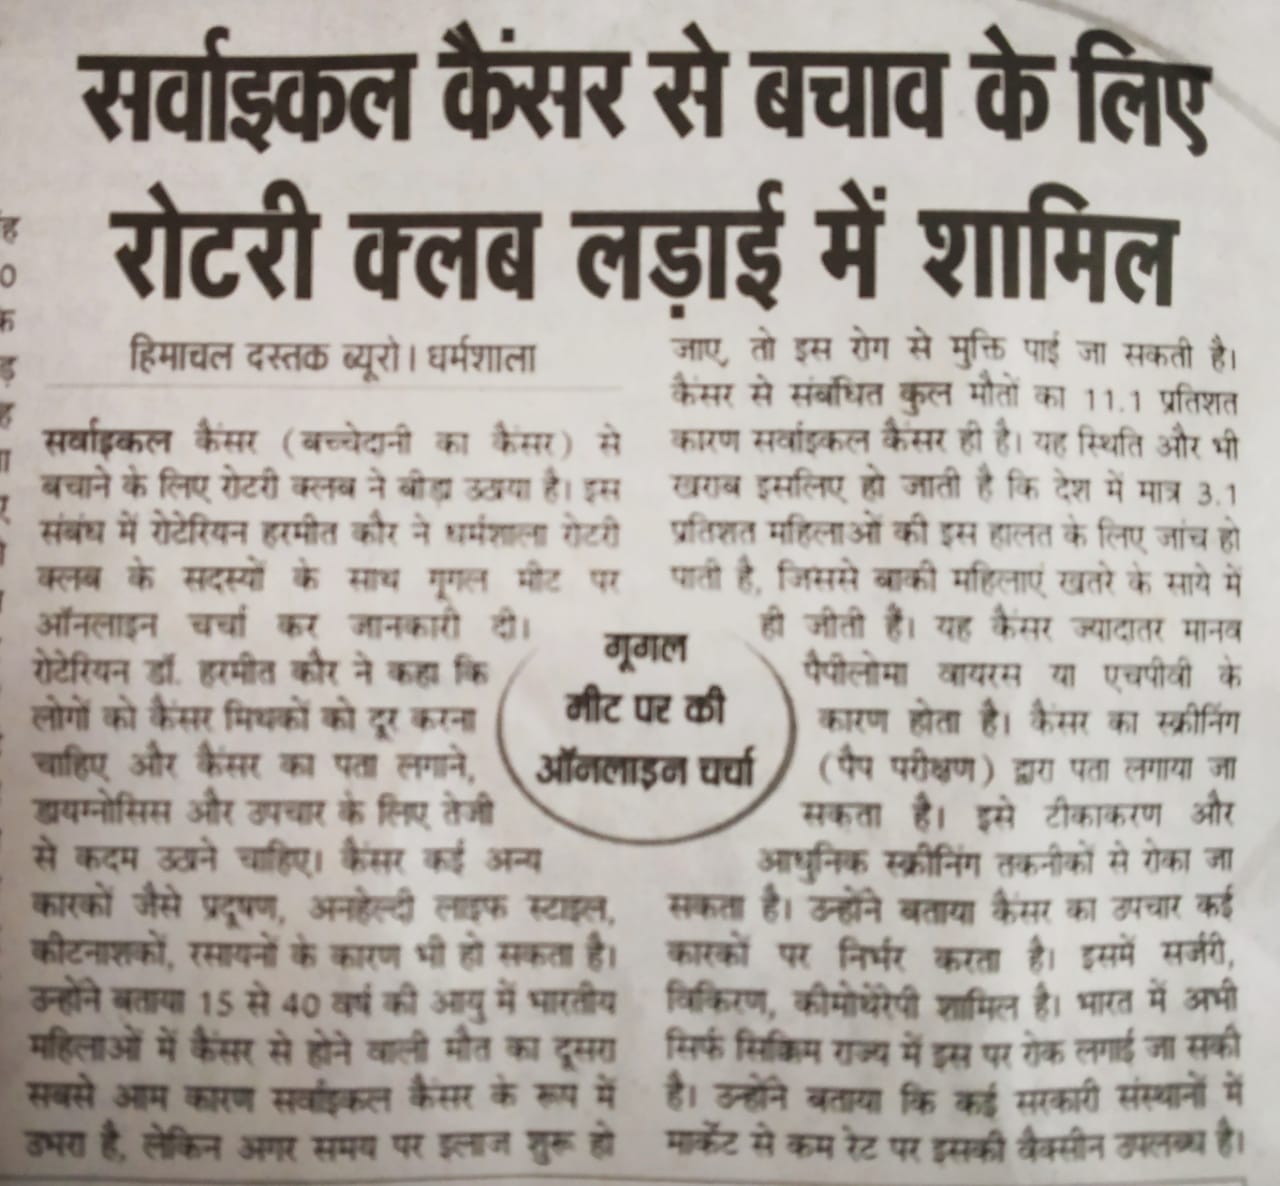 सर्वाइकल कैंसर से बचाव के लिए
रोटरी क्लब लड़ाई में शामिल
हिमाचल दस्तक ब्यूरो। धर्मशाला
सर्वाइकल कैंसर (बच्चेदानी का कैंसर) से
बचाने के लिए रोटरी क्लब ने बीड़ा उठाया है। इस
संबंध में रोटेरियन हरमीत कौर ने धर्मशाला रोटरी
क्लब के सदस्यों के साथ गूगल मीट पर
ऑनलाइन चर्चा कर जानकारी दी।
रोटेरियन डॉ. हरमीत कौर ने कहा कि
लोगों को कैंसर मिथकों को दूर करना
चाहिए और कैंसर का पता लगाने,
डायग्नोसिस और उपचार के लिए तेजी
से कदम उठाने चाहिए। कैंसर कई अन्य
कारकों जैसे प्रदूषण, अनहेल्दी लाइफ स्टाइल,
कीटनाशकों, रसायनों के कारण भी हो सकता है।
उन्होंने बताया 15 से 40 वर्ष की आयु में भारतीय
महिलाओं में कैंसर से होने वाली मौत का दूसरा
सबसे आम कारण सर्वाइकल कैंसर के रूप में
उभरा है, लेकिन अगर समय पर इलाज शुरू हो
गूगल
मीट पर की
ऑनलाइन चर्चा
जाए, तो इस रोग से मुक्ति पाई जा सकती है।
कैंसर से संबंधित कुल मौतों का 11.1 प्रतिशत
कारण सर्वाइकल कैंसर ही है। यह स्थिति और भी
खराब इसलिए हो जाती है कि देश में मात्र 3.1
प्रतिशत महिलाओं की इस हालत के लिए जांच हो
पाती है, जिससे बाकी महिलाएं खतरे के साये में
ही जीती हैं। यह कैंसर ज्यादातर मानव
पैपीलोमा वायरस या एचपीवी के
कारण होता है। कैंसर का स्क्रीनिंग
(पैप परीक्षण) द्वारा पता लगाया जा
सकता है। इसे टीकाकरण और
आधुनिक स्क्रीनिंग तकनीकों से रोका जा
सकता है। उन्होंने बताया कैंसर का उपचार कई
कारकों पर निर्भर करता है। इसमें सर्जरी,
विकिरण, कीमोथेरेपी शामिल है। भारत में अभी
सिर्फ सिक्किम राज्य में इस पर रोक लगाई जा सकी
है। उन्होंने बताया कि कई सरकारी संस्थानों में
मार्केट से कम रेट पर इसकी वैक्सीन उपलब्ध है।